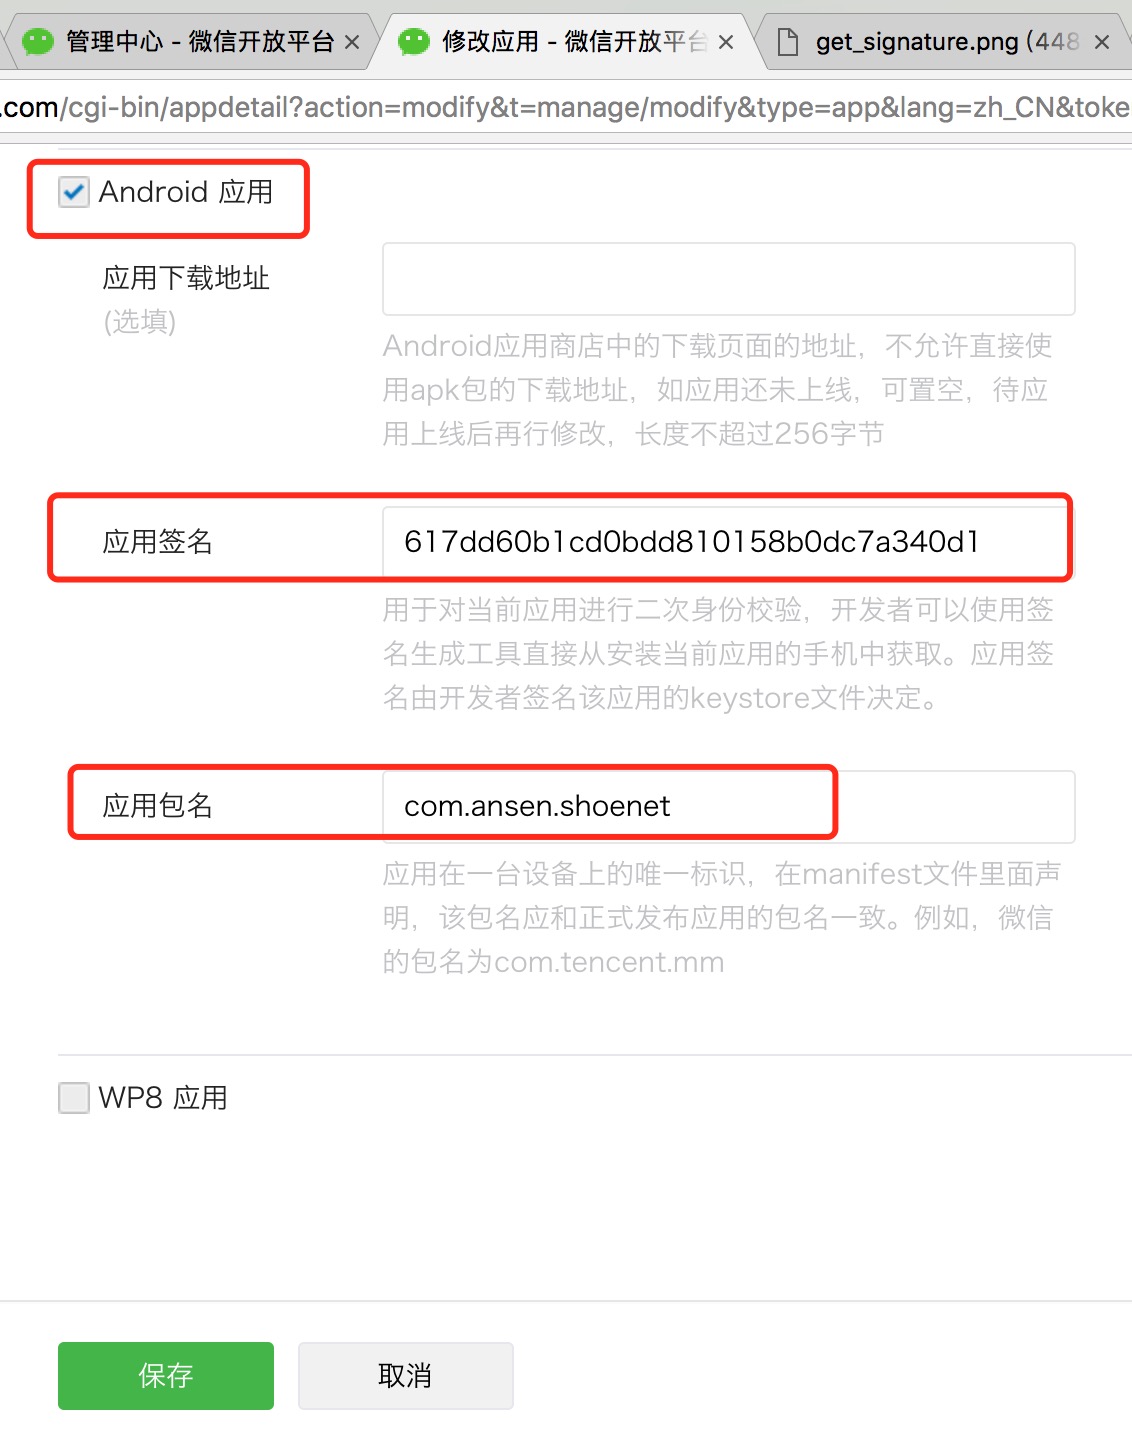 管理中心 - 微信开放平台
修改应用 - 微信开放平台
get_signature.png (448
.com/cgi-bin/appdetail?action=modify&t=manage/modify&type=app&lang=zh_CN&toke
Android 应用
应用下载地址
(选填)
Android应用商店中的下载页面的地址，不允许直接使
用apk包的下载地址，如应用还未上线，可置空，待应
用上线后再行修改，长度不超过256字节
应用签名
617dd60b1cd0bdd810158b0dc7a340d1
用于对当前应用进行二次身份校验，开发者可以使用签
名生成工具直接从安装当前应用的手机中获取。应用签
名由开发者签名该应用的keystore文件决定。
应用包名
com.ansen.shoenet
应用在一台设备上的唯一标识，在manifest文件里面声
明，该包名应和正式发布应用的包名一致。例如，微信
的包名为com.tencent.mm
WP8 应用
保存
取消